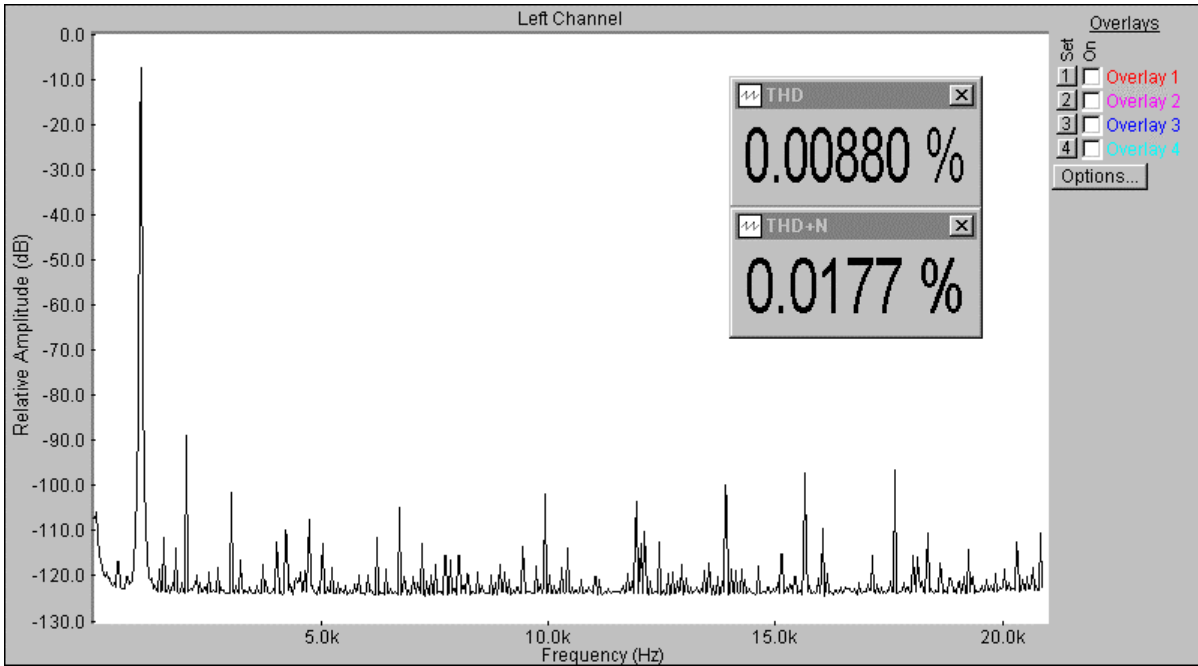 Left Channel
Overlays
Set On
1 Overlay 1
2 Overlay 2
3 Overlay 3
4 Overlay 4
Options...
THD
0.00880 %
THD+N
0.0177 %
Relative Amplitude (dB)
0.0
-10.0
-20.0
-30.0
-40.0
-50.0
-60.0
-70.0
-80.0
-90.0
-100.0
-110.0
-120.0
-130.0
5.0k 10.0k 15.0k 20.0k
Frequency (Hz)